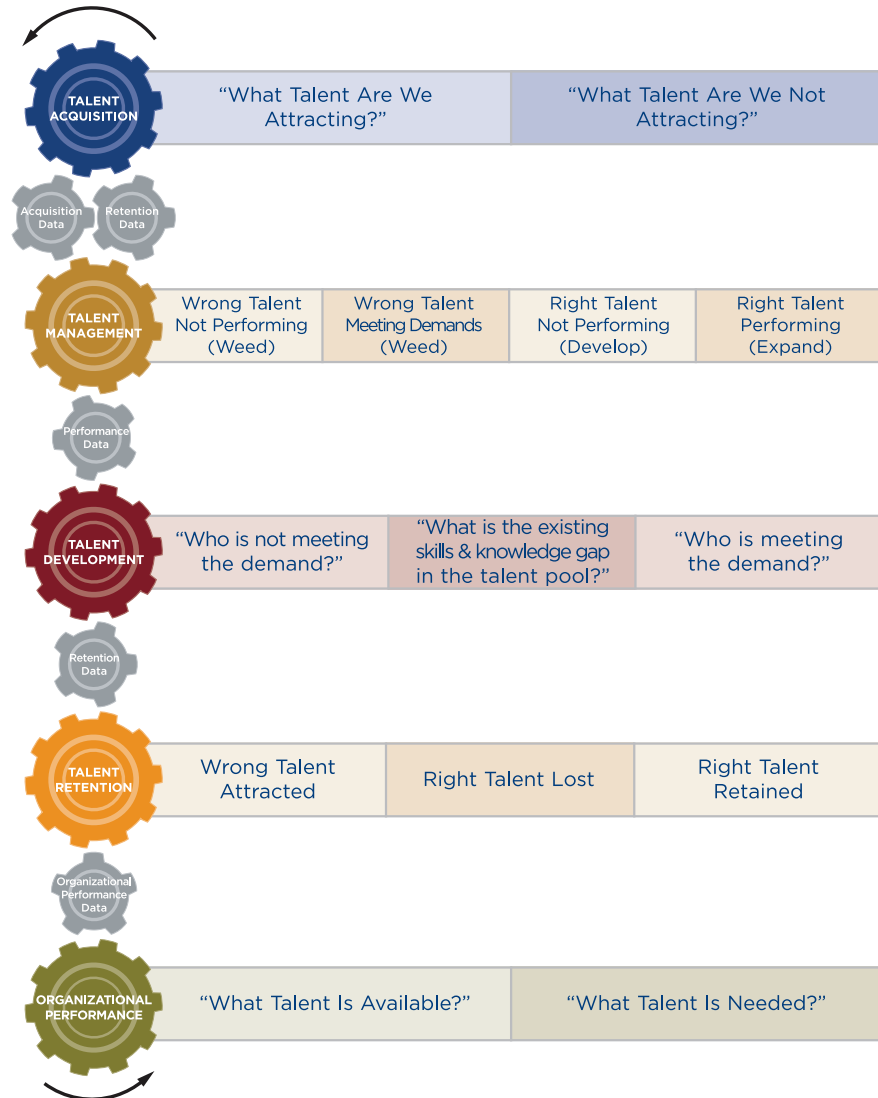 TALENT
ACQUISITION
“What Talent Are We
Attracting?”
“What Talent Are We Not
Attracting?”
Acquisition
Data
Retention
Data
TALENT
MANAGEMENT
Wrong Talent
Not Performing
(Weed)
Wrong Talent
Meeting Demands
(Weed)
Right Talent
Not Performing
(Develop)
Right Talent
Performing
(Expand)
Performance
Data
TALENT
DEVELOPMENT
“Who is not meeting
the demand?”
“What is the existing
skills & knowledge gap
in the talent pool?”
“Who is meeting
the demand?”
Retention
Data
TALENT
RETENTION
Wrong Talent
Attracted
Right Talent Lost
Right Talent
Retained
Organizational
Performance
Data
ORGANIZATIONAL
PERFORMANCE
“What Talent Is Available?”
“What Talent Is Needed?”